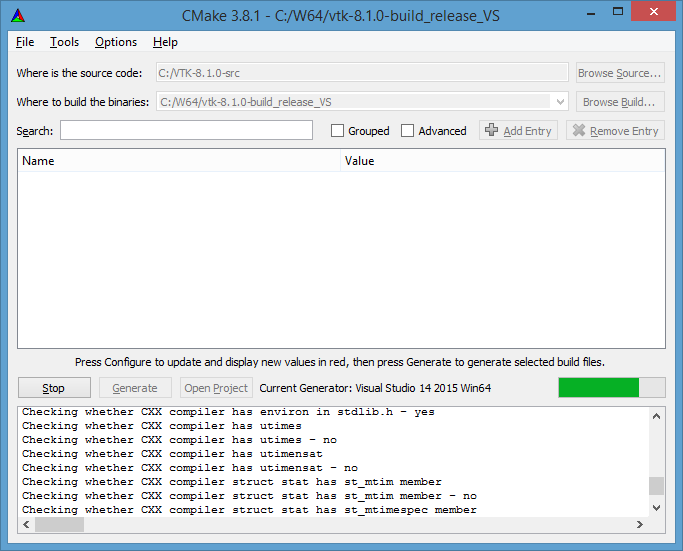 CMake 3.8.1 - C:/W64/vtk-8.1.0-build_release_VS
File Tools Options Help
Where is the source code: C:/VTK-8.1.0-src Browse Source...
Where to build the binaries: C:/W64/vtk-8.1.0-build_release_VS Browse Build...
Search: Grouped Advanced Add Entry Remove Entry
Name Value
Press Configure to update and display new values in red, then press Generate to generate selected build files.
Stop Generate Open Project Current Generator: Visual Studio 14 2015 Win64
Checking whether CXX compiler has environ in stdlib.h - yes
Checking whether CXX compiler has utimes
Checking whether CXX compiler has utimes - no
Checking whether CXX compiler has utimensat
Checking whether CXX compiler has utimensat - no
Checking whether CXX compiler struct stat has st_mtim member
Checking whether CXX compiler struct stat has st_mtim member - no
Checking whether CXX compiler struct stat has st_mtimespec member